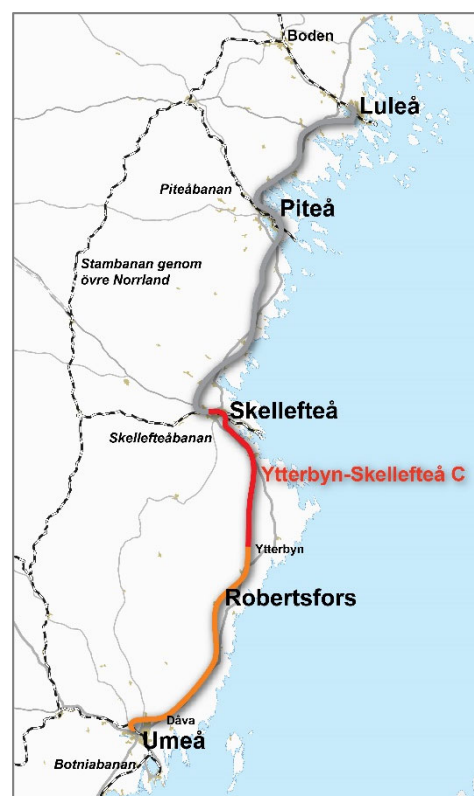 Boden
Luleå
Piteåbanan
Piteå
Stambanan genom
övre Norrland
Skellefteå
Skellefteåbanan
Ytterbyn-Skellefteå C
Ytterbyn
Robertsfors
Dåva
Umeå
Botniabanan